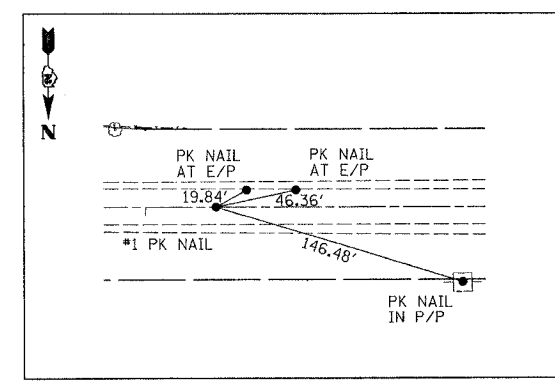 N
PK NAIL
AT E/P
PK NAIL
AT E/P
19.84'
46.36'
#1 PK NAIL
146.48'
PK NAIL
IN P/P